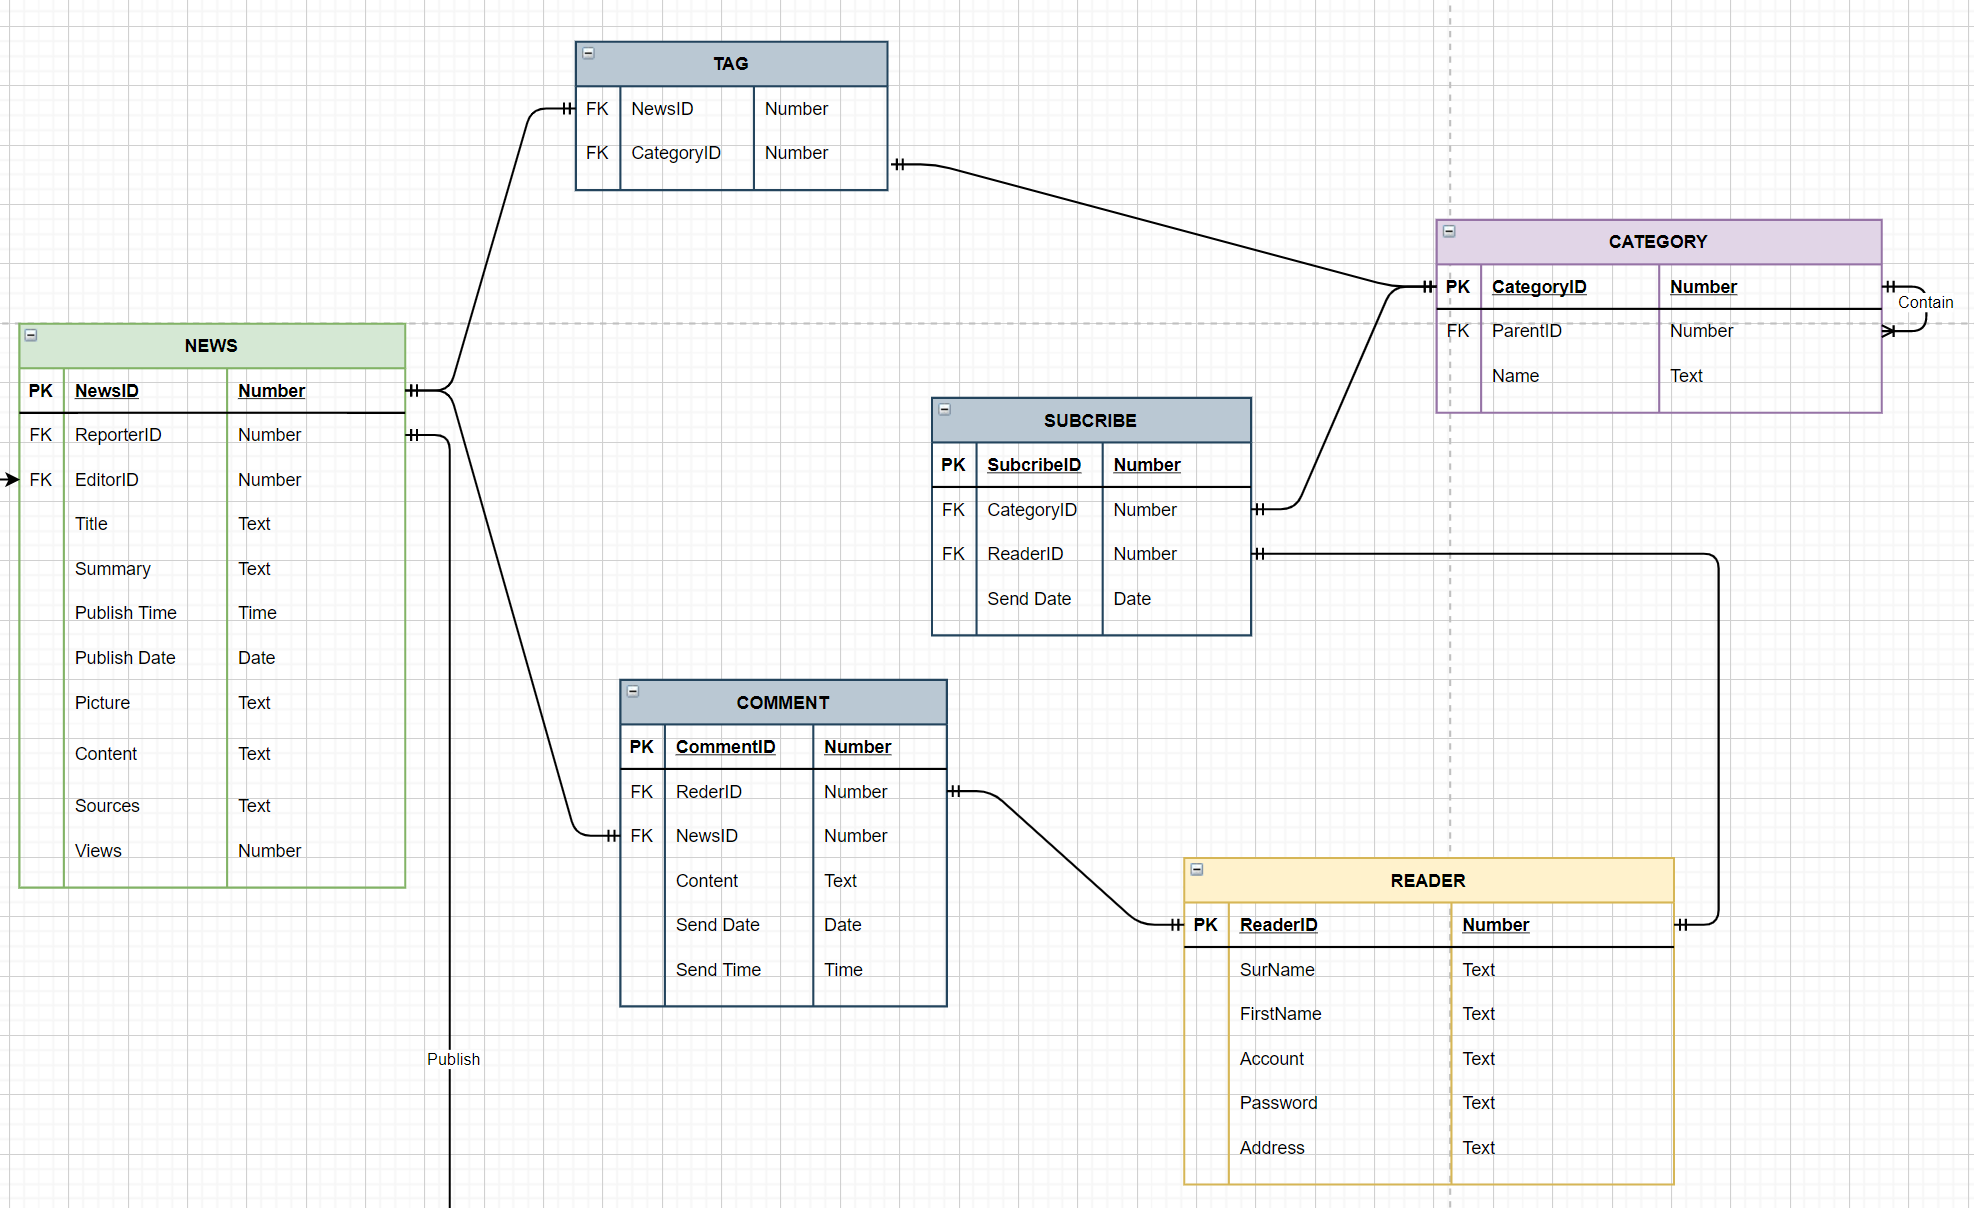 TAG
FK NewsID Number
FK CategoryID Number
CATEGORY
PK CategoryID Number
FK ParentID Number
Name Text
Contain
NEWS
PK NewsID Number
FK ReporterID Number
FK EditorID Number
Title Text
Summary Text
Publish Time Time
Publish Date Date
Picture Text
Content Text
Sources Text
Views Number
SUBCRIBE
PK SubcribeID Number
FK CategoryID Number
FK ReaderID Number
Send Date Date
COMMENT
PK CommentID Number
FK RederID Number
FK NewsID Number
Content Text
Send Date Date
Send Time Time
READER
PK ReaderID Number
SurName Text
FirstName Text
Account Text
Password Text
Address Text
Publish